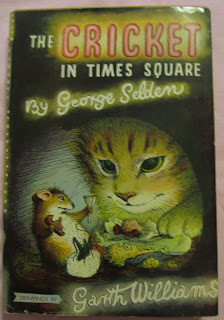 THE CRICKET
IN TIMES SQUARE
By George Selden
DRAWINGS BY
Garth Williams